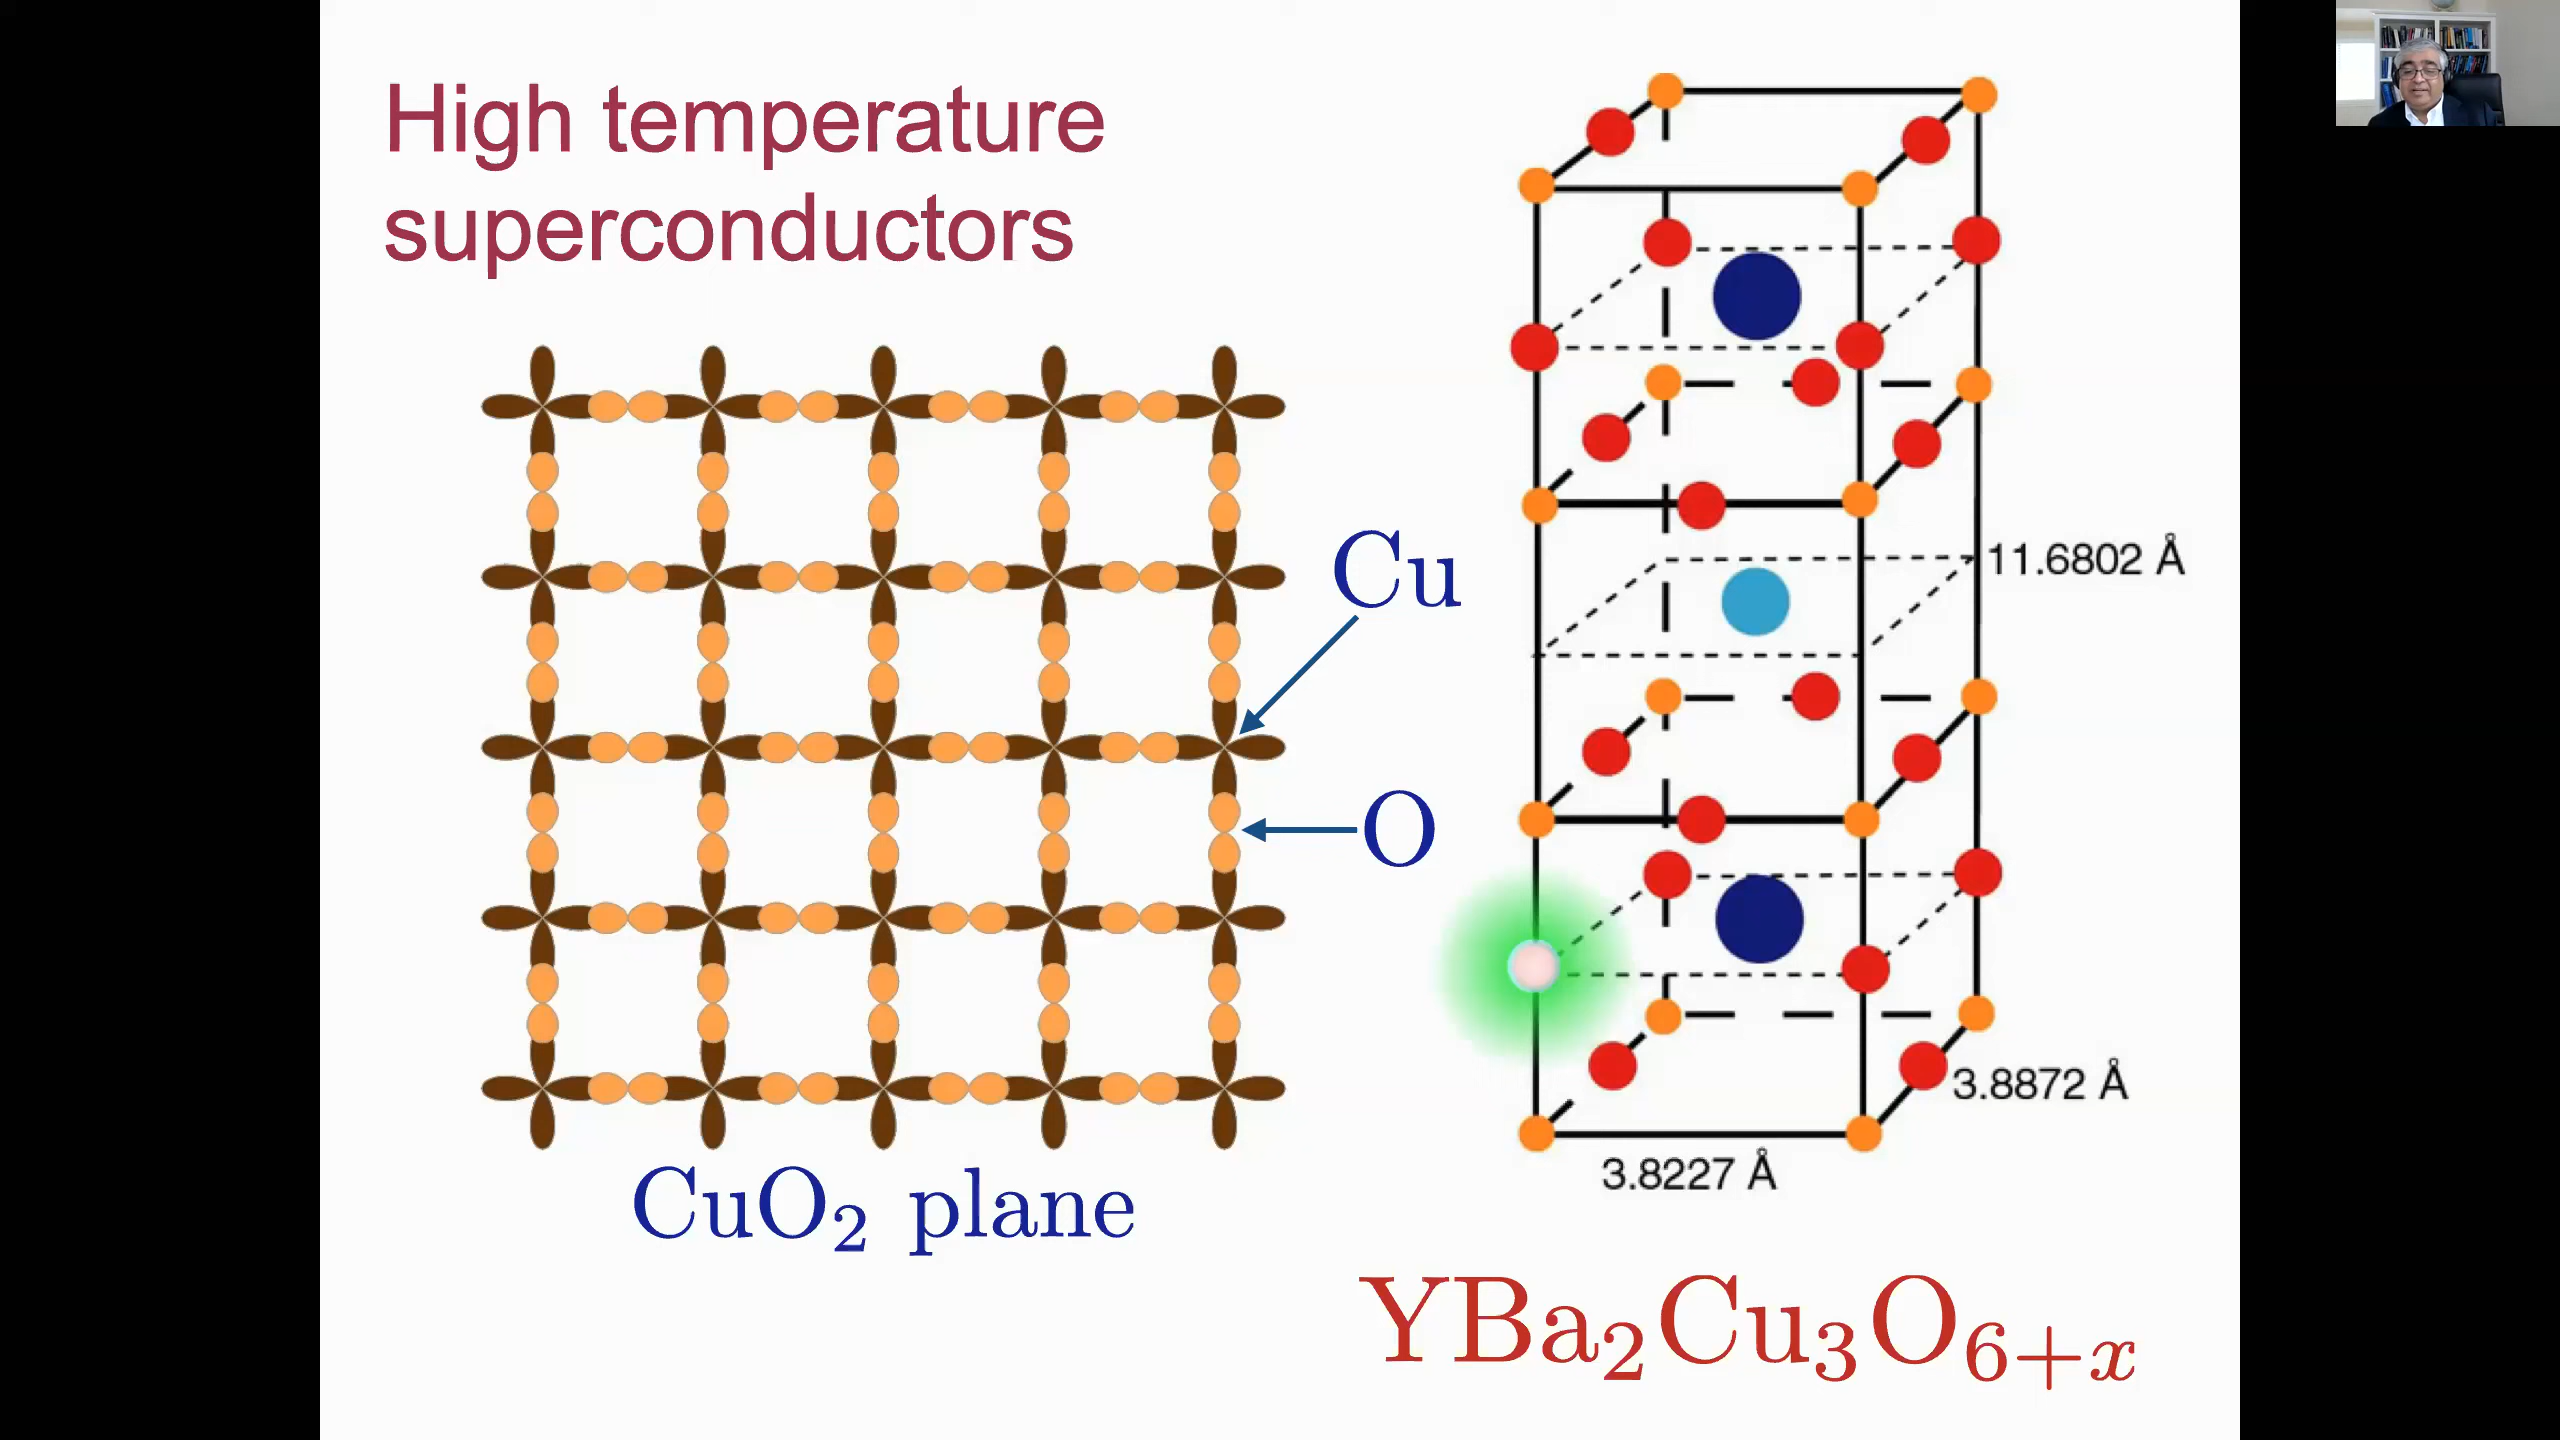 High temperature
superconductors
Cu
O
CuO₂ plane
11.6802 Å
3.8872 Å
3.8227 Å
YBa₂Cu₃O₆₊ₓ